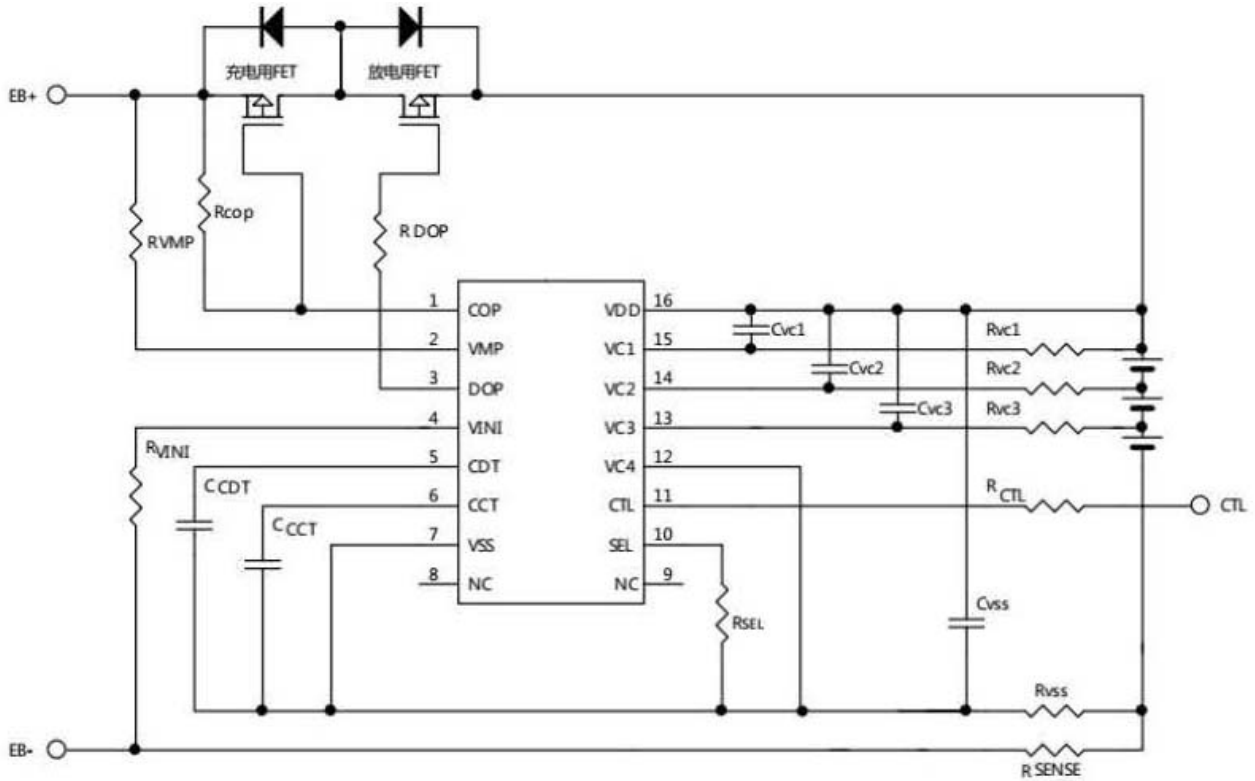 充电用FET 放电用FET
EB+
Rcop
RVMP
R DOP
1 COP VDD 16
Cvc1 Rvc1
2 VMP VC1 15
Cvc2 Rvc2
3 DOP VC2 14
Cvc3 Rvc3
4 VINI VC3 13
RVINI
5 CDT VC4 12
CCDT
RCTL
6 CCT CTL 11 CTL
CCCT
7 VSS SEL 10
8 NC NC 9
RSEL
Cvss
Rvss
EB-
R SENSE